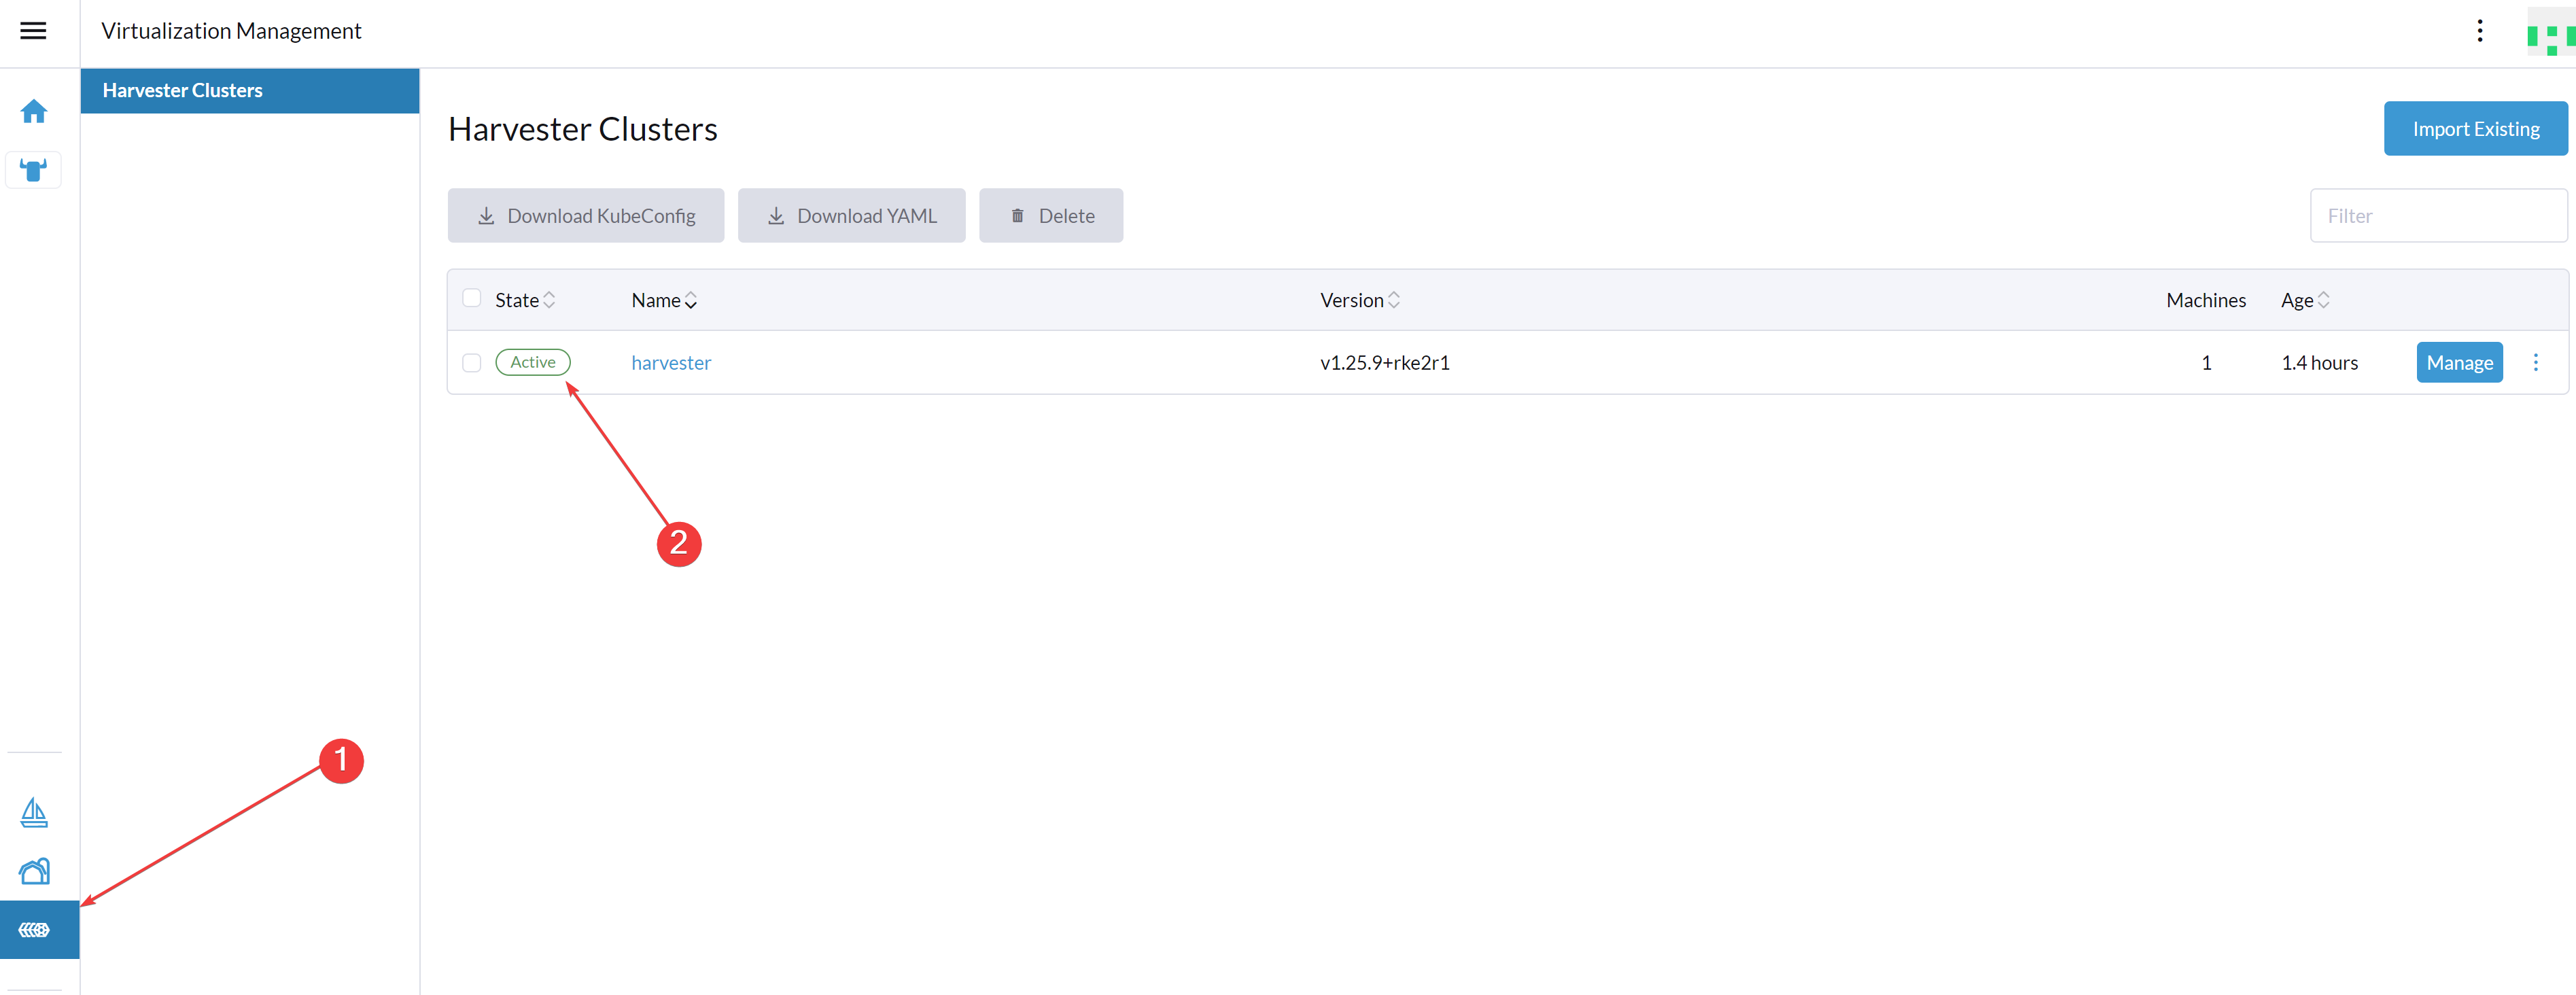 Virtualization Management
Harvester Clusters
Harvester Clusters
Import Existing
Download KubeConfig Download YAML Delete
Filter
State Name Version Machines Age
Active harvester v1.25.9+rke2r1 1 1.4 hours Manage
2
1